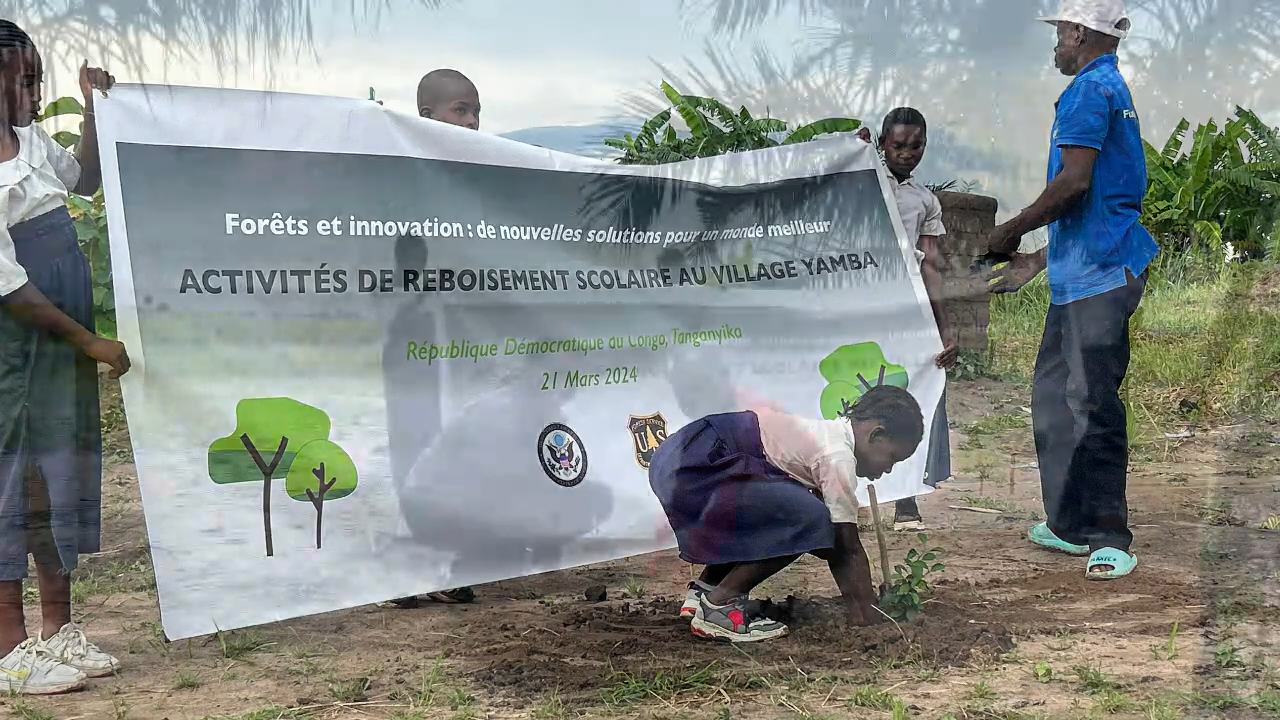 Forêts et innovation : de nouvelles solutions pour un monde meilleur
ACTIVITÉS DE REBOISEMENT SCOLAIRE AU VILLAGE YAMBA
République Démocratique du Congo, Tanganyika
21 Mars 2024
UAS